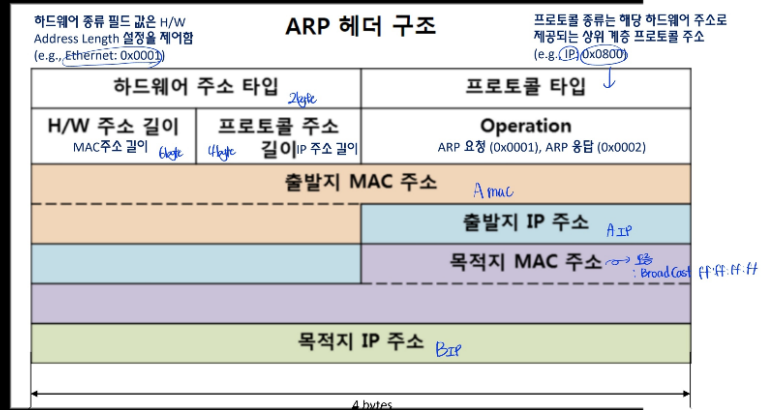 하드웨어 종류 필드 값은 H/W
Address Length 설정을 제어함
(e.g., Ethernet: 0x0001)
ARP 헤더 구조
프로토콜 종류는 해당 하드웨어 주소로
제공되는 상위 계층 프로토콜 주소
(e.g., IP, 0x0800)
하드웨어 주소 타입
2byte
프로토콜 타입
H/W 주소 길이
MAC주소 길이
6byte
프로토콜 주소
4byte
길이 IP 주소 길이
Operation
ARP 요청 (0x0001), ARP 응답 (0x0002)
출발지 MAC 주소
A mac
출발지 IP 주소
A IP
목적지 MAC 주소
: BroadCast ff:ff:ff:ff
목적지 IP 주소
BIP
4 bytes